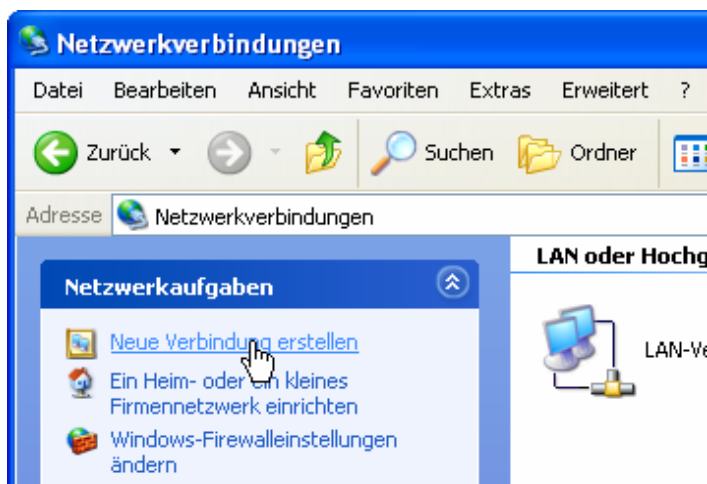 Netzwerkverbindungen
Datei Bearbeiten Ansicht Favoriten Extras Erweitert ?
Zurück Suchen Ordner
Adresse Netzwerkverbindungen
LAN oder Hochg
Netzwerkaufgaben
Neue Verbindung erstellen
LAN-Ve
Ein Heim- oder ein kleines
Firmennetzwerk einrichten
Windows-Firewalleinstellungen
ändern